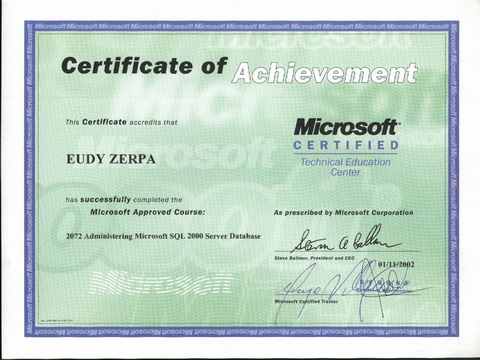 Certificate of Achievement
This Certificate accredits that
EUDY ZERPA
Microsoft
CERTIFIED
Technical Education
Center
has successfully completed the
Microsoft Approved Course:
2072 Administering Microsoft SQL 2000 Server Database
As prescribed by Microsoft Corporation
Steven A Ballmer
Steve Ballmer, President and CEO
01/11/2002
Microsoft Certified Trainer
Microsoft